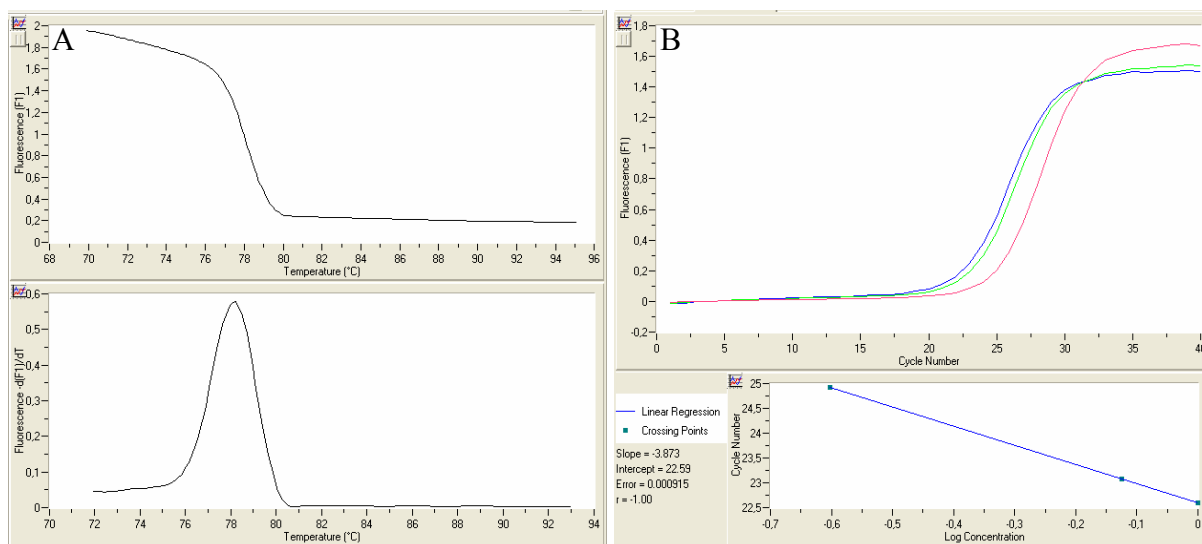 A
2
1,8
1,6
1,4
1,2
1
0,8
0,6
0,4
0,2
0
Fluorescence (F1)
68 70 72 74 76 78 80 82 84 86 88 90 92 94 96
Temperature (°C)
0,6
0,5
0,4
0,3
0,2
0,1
0
Fluorescence -d(F1)/dT
70 72 74 75 78 80 82 84 86 88 90 92 94
Temperature (°C)
B
1,8
1,6
1,4
1,2
1
0,8
0,6
0,4
0,2
0
-0,2
Fluorescence (F1)
0 5 10 15 20 25 30 35 40
Cycle Number
Linear Regression
Crossing Points
Slope = -3.873
Intercept = 22.59
Error = 0.000915
r = -1.00
25
24,5
24
23,5
23
22,5
Cycle Number
-0,7 -0,6 -0,5 -0,4 -0,3 -0,2 -0,1 0
Log Concentration